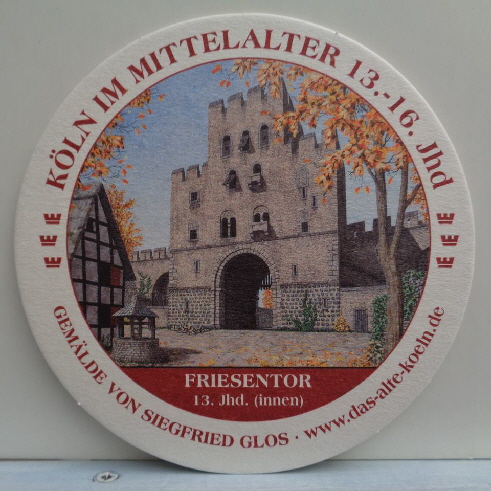 KÖLN IM MITTELALTER 13.-16. Jhd
FRIESENTOR
13. Jhd. (innen)
GEMÄLDE VON SIEGFRIED GLOS · www.das-alte-koeln.de